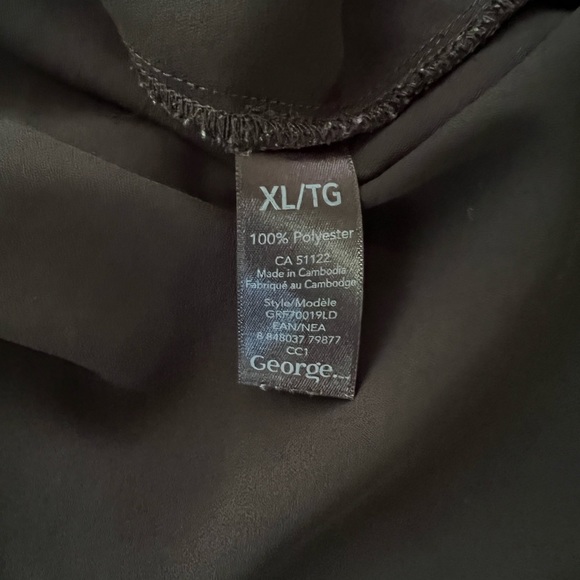 XL/TG
100% Polyester
CA 51122
Made in Cambodia
Fabriqué au Cambodge
Style/Modèle
GRF70019LD
EAN/NEA
8 848037 79877
CC1
George.